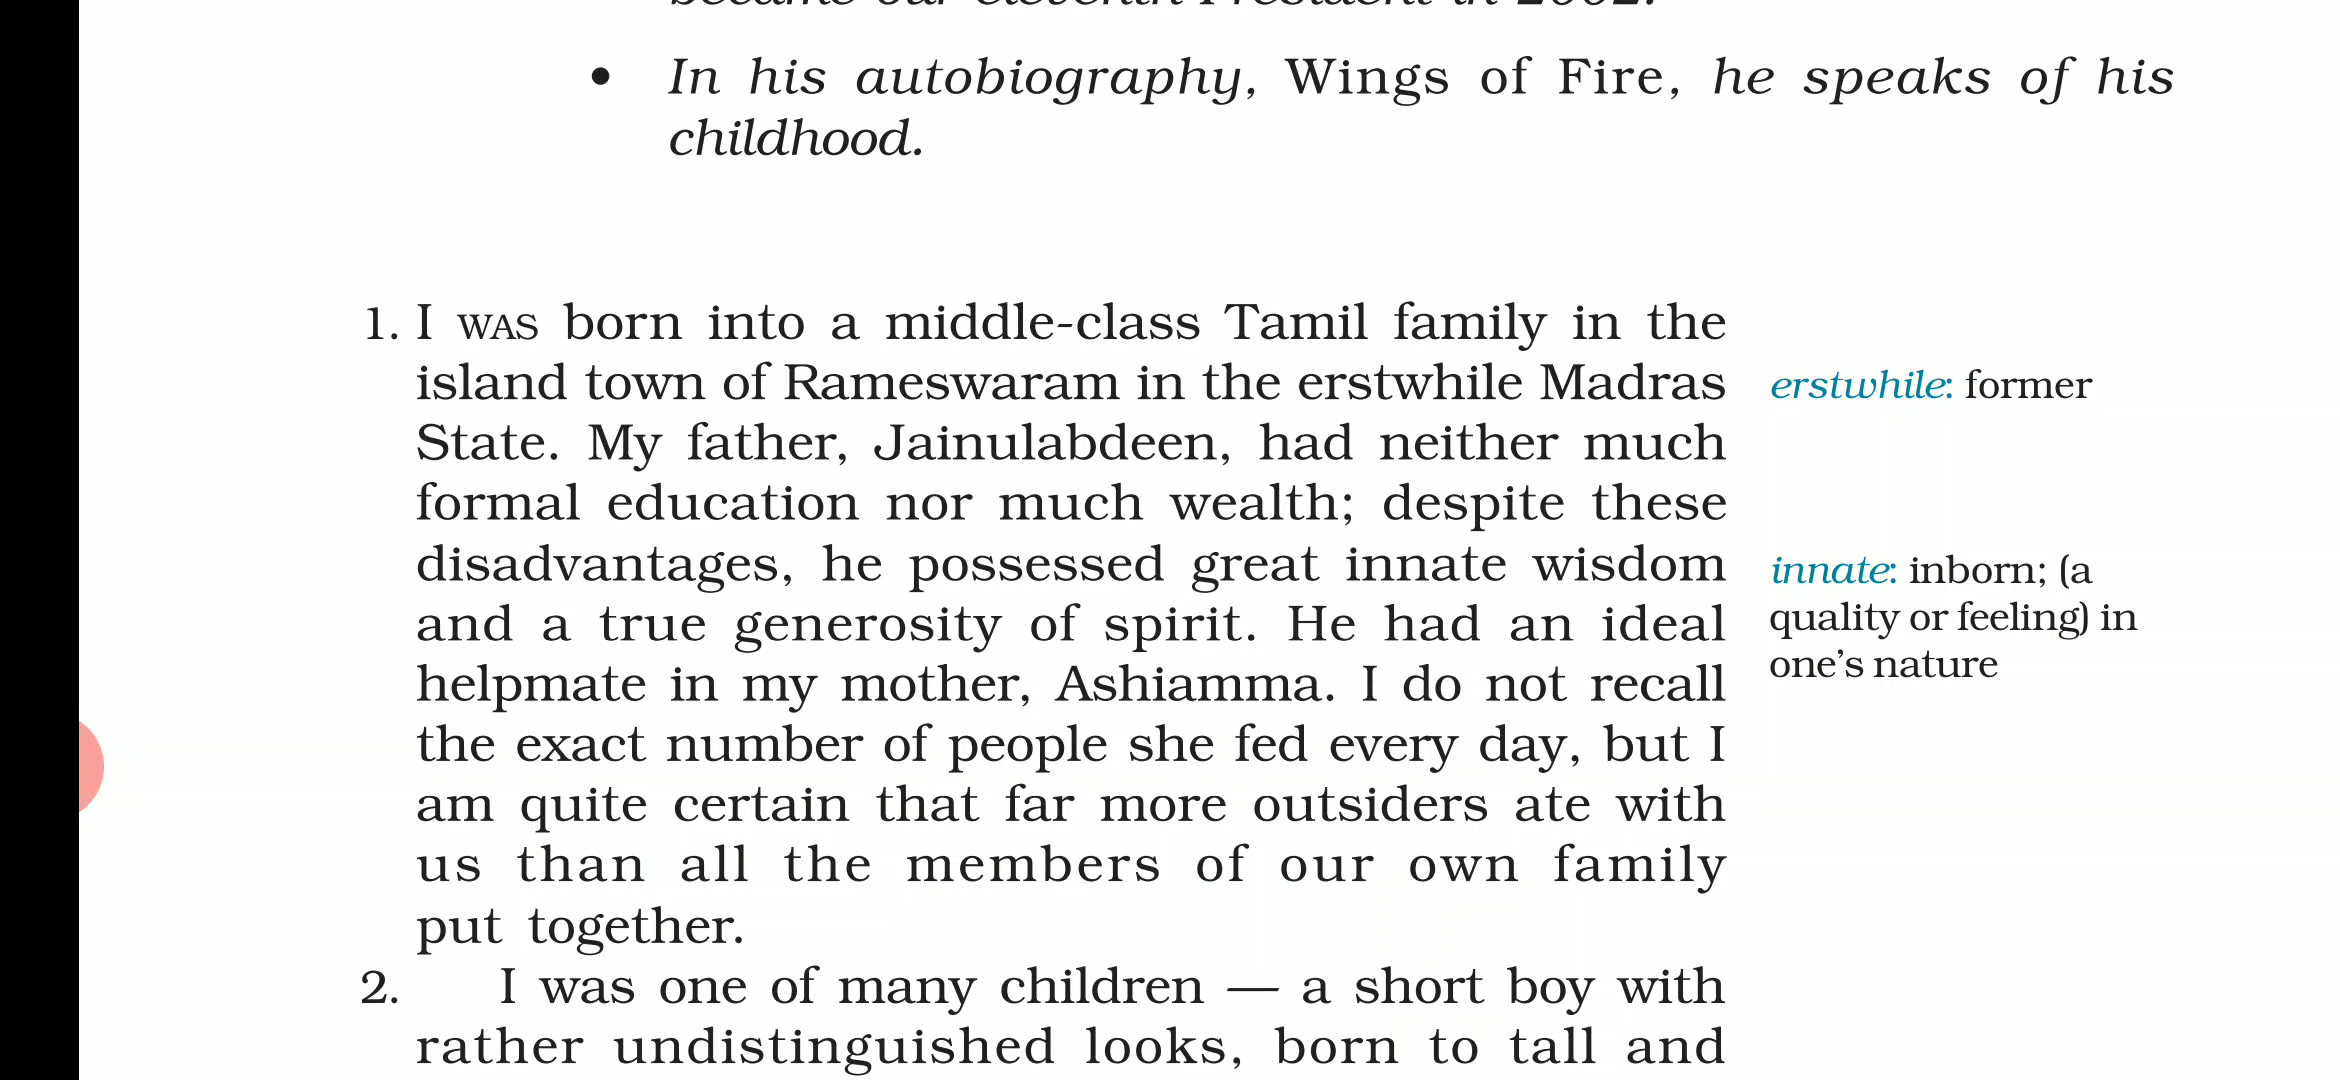 became our eleventh President in 2002.
• In his autobiography, Wings of Fire, he speaks of his
childhood.
1. I WAS born into a middle-class Tamil family in the
island town of Rameswaram in the erstwhile Madras
State. My father, Jainulabdeen, had neither much
formal education nor much wealth; despite these
disadvantages, he possessed great innate wisdom
and a true generosity of spirit. He had an ideal
helpmate in my mother, Ashiamma. I do not recall
the exact number of people she fed every day, but I
am quite certain that far more outsiders ate with
us than all the members of our own family
put together.
erstwhile: former
innate: inborn; (a
quality or feeling) in
one's nature
2. I was one of many children — a short boy with
rather undistinguished looks, born to tall and